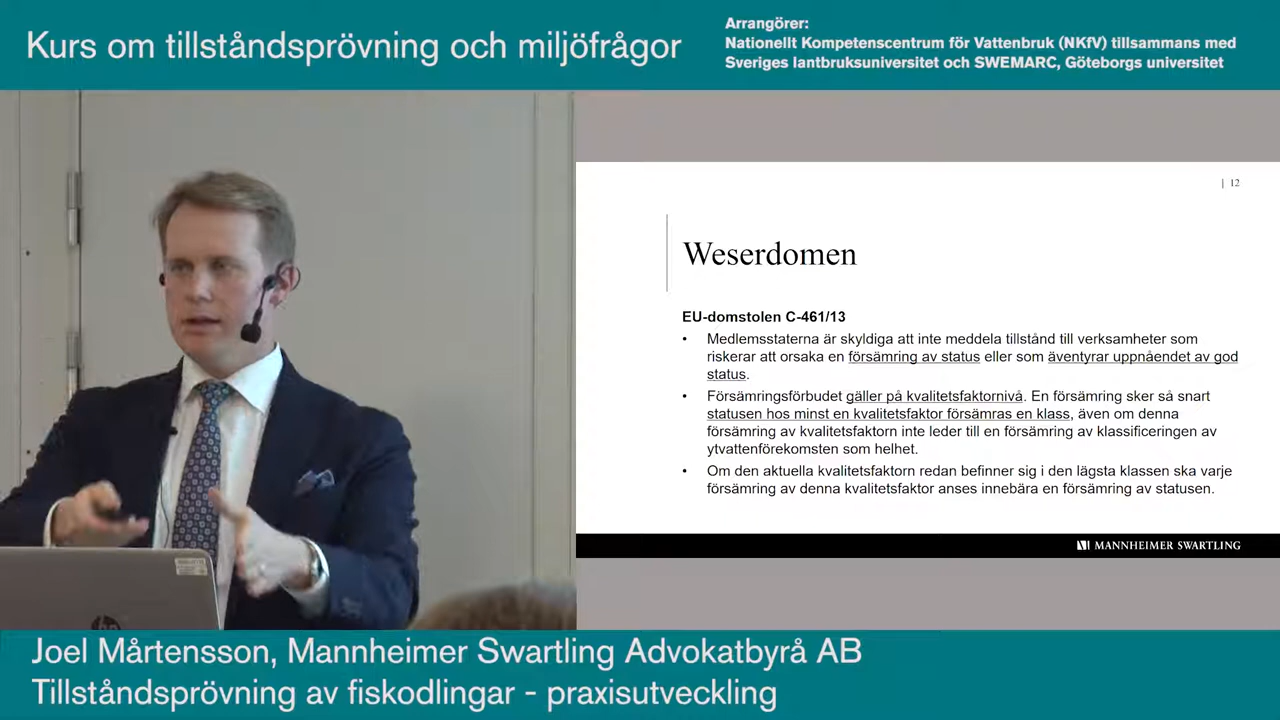 Kurs om tillståndsprövning och miljöfrågor
Arrangörer:
Nationellt Kompetenscentrum för Vattenbruk (NKfV) tillsammans med
Sveriges lantbruksuniversitet och SWEMARC, Göteborgs universitet
| 12
Weserdomen
EU-domstolen C-461/13
• Medlemsstaterna är skyldiga att inte meddela tillstånd till verksamheter som
riskerar att orsaka en försämring av status eller som äventyrar uppnåendet av god
status.
• Försämringsförbudet gäller på kvalitetsfaktornivå. En försämring sker så snart
statusen hos minst en kvalitetsfaktor försämras en klass, även om denna
försämring av kvalitetsfaktorn inte leder till en försämring av klassificeringen av
ytvattenförekomsten som helhet.
• Om den aktuella kvalitetsfaktorn redan befinner sig i den lägsta klassen ska varje
försämring av denna kvalitetsfaktor anses innebära en försämring av statusen.
MANNHEIMER SWARTLING
hp
Joel Mårtensson, Mannheimer Swartling Advokatbyrå AB
Tillståndsprövning av fiskodlingar - praxisutveckling